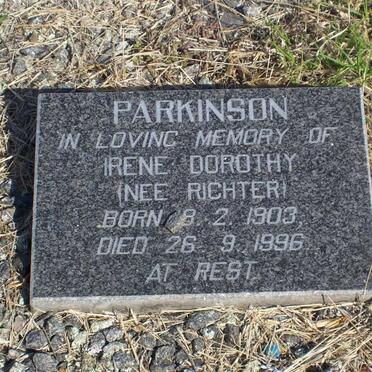 PARKINSON
IN LOVING MEMORY OF
IRENE DOROTHY
(NEE RICHTER)
BORN 8 2 1903
DIED 26 9 1996
AT REST